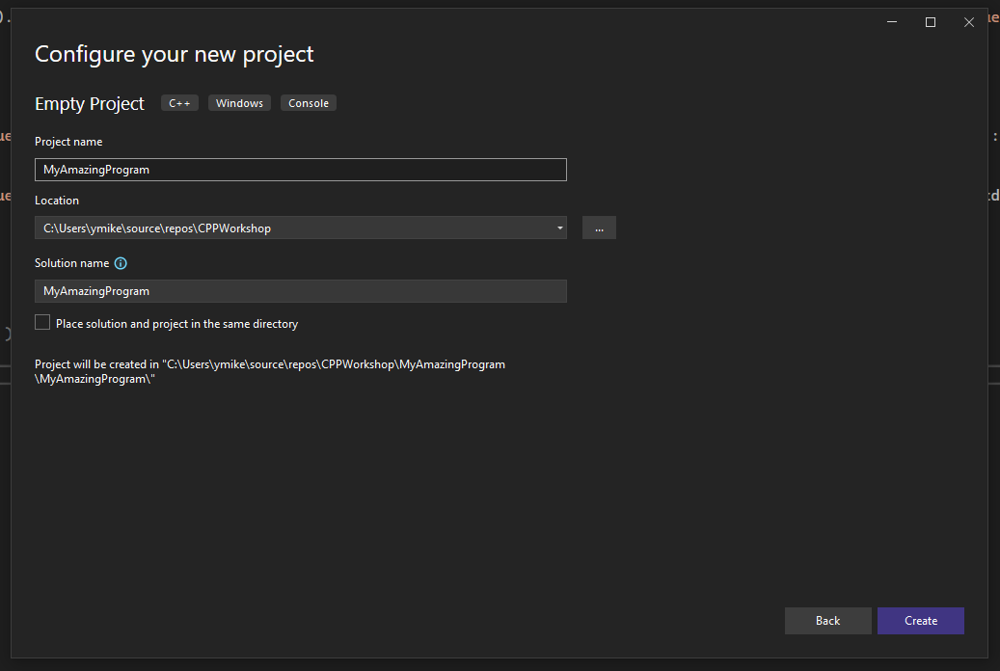 Configure your new project
Empty Project C++ Windows Console
Project name
MyAmazingProgram
Location
C:\Users\ymike\source\repos\CPPWorkshop
...
Solution name
MyAmazingProgram
Place solution and project in the same directory
Project will be created in "C:\Users\ymike\source\repos\CPPWorkshop\MyAmazingProgram
\MyAmazingProgram\"
Back Create